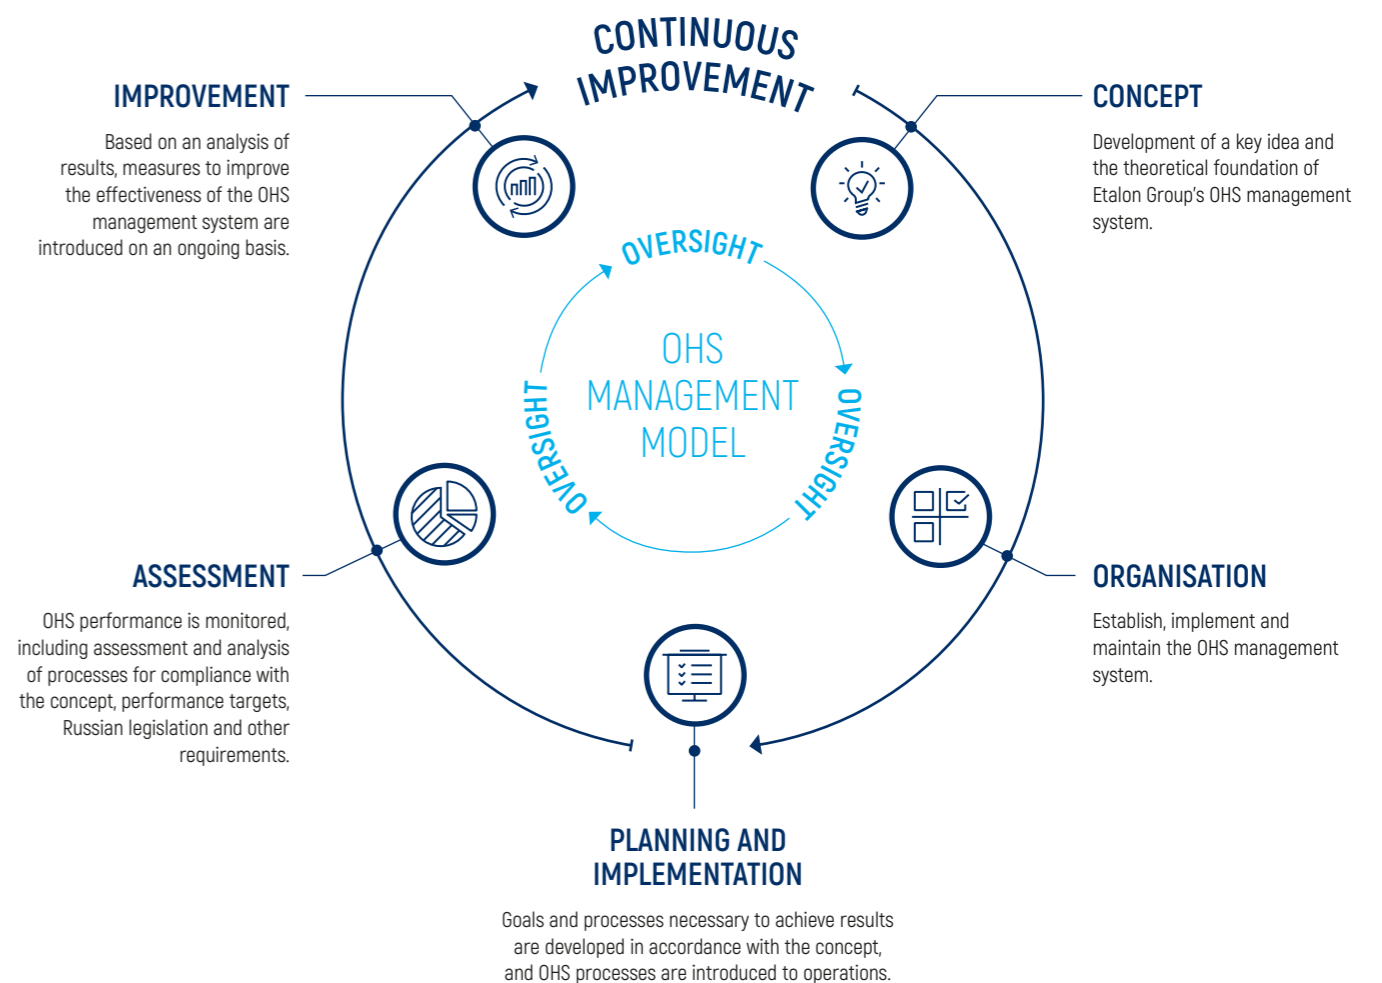 CONTINUOUS
IMPROVEMENT
IMPROVEMENT
Based on an analysis of
results, measures to improve
the effectiveness of the OHS
management system are
introduced on an ongoing basis.
CONCEPT
Development of a key idea and
the theoretical foundation of
Etalon Group's OHS management
system.
OVERSIGHT
OVERSIGHT
OVERSIGHT
OHS
MANAGEMENT
MODEL
ASSESSMENT
OHS performance is monitored,
including assessment and analysis
of processes for compliance with
the concept, performance targets,
Russian legislation and other
requirements.
ORGANISATION
Establish, implement and
maintain the OHS management
system.
PLANNING AND
IMPLEMENTATION
Goals and processes necessary to achieve results
are developed in accordance with the concept,
and OHS processes are introduced to operations.